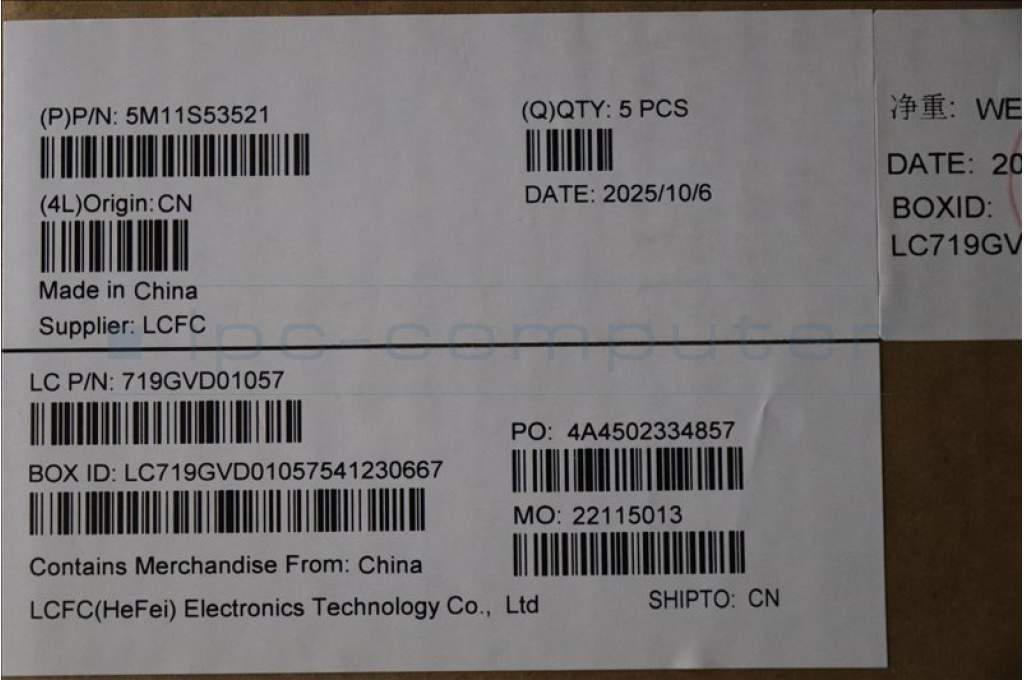 (P)P/N: 5M11S53521
(Q)QTY: 5 PCS
(4L)Origin:CN
DATE: 2025/10/6
Made in China
Supplier: LCFC
净重: WE
DATE: 20
BOXID:
LC719GV
ipc-computer
LC P/N: 719GVD01057
PO: 4A4502334857
BOX ID: LC719GVD01057541230667
MO: 22115013
Contains Merchandise From: China
LCFC(HeFei) Electronics Technology Co., Ltd
SHIPTO: CN